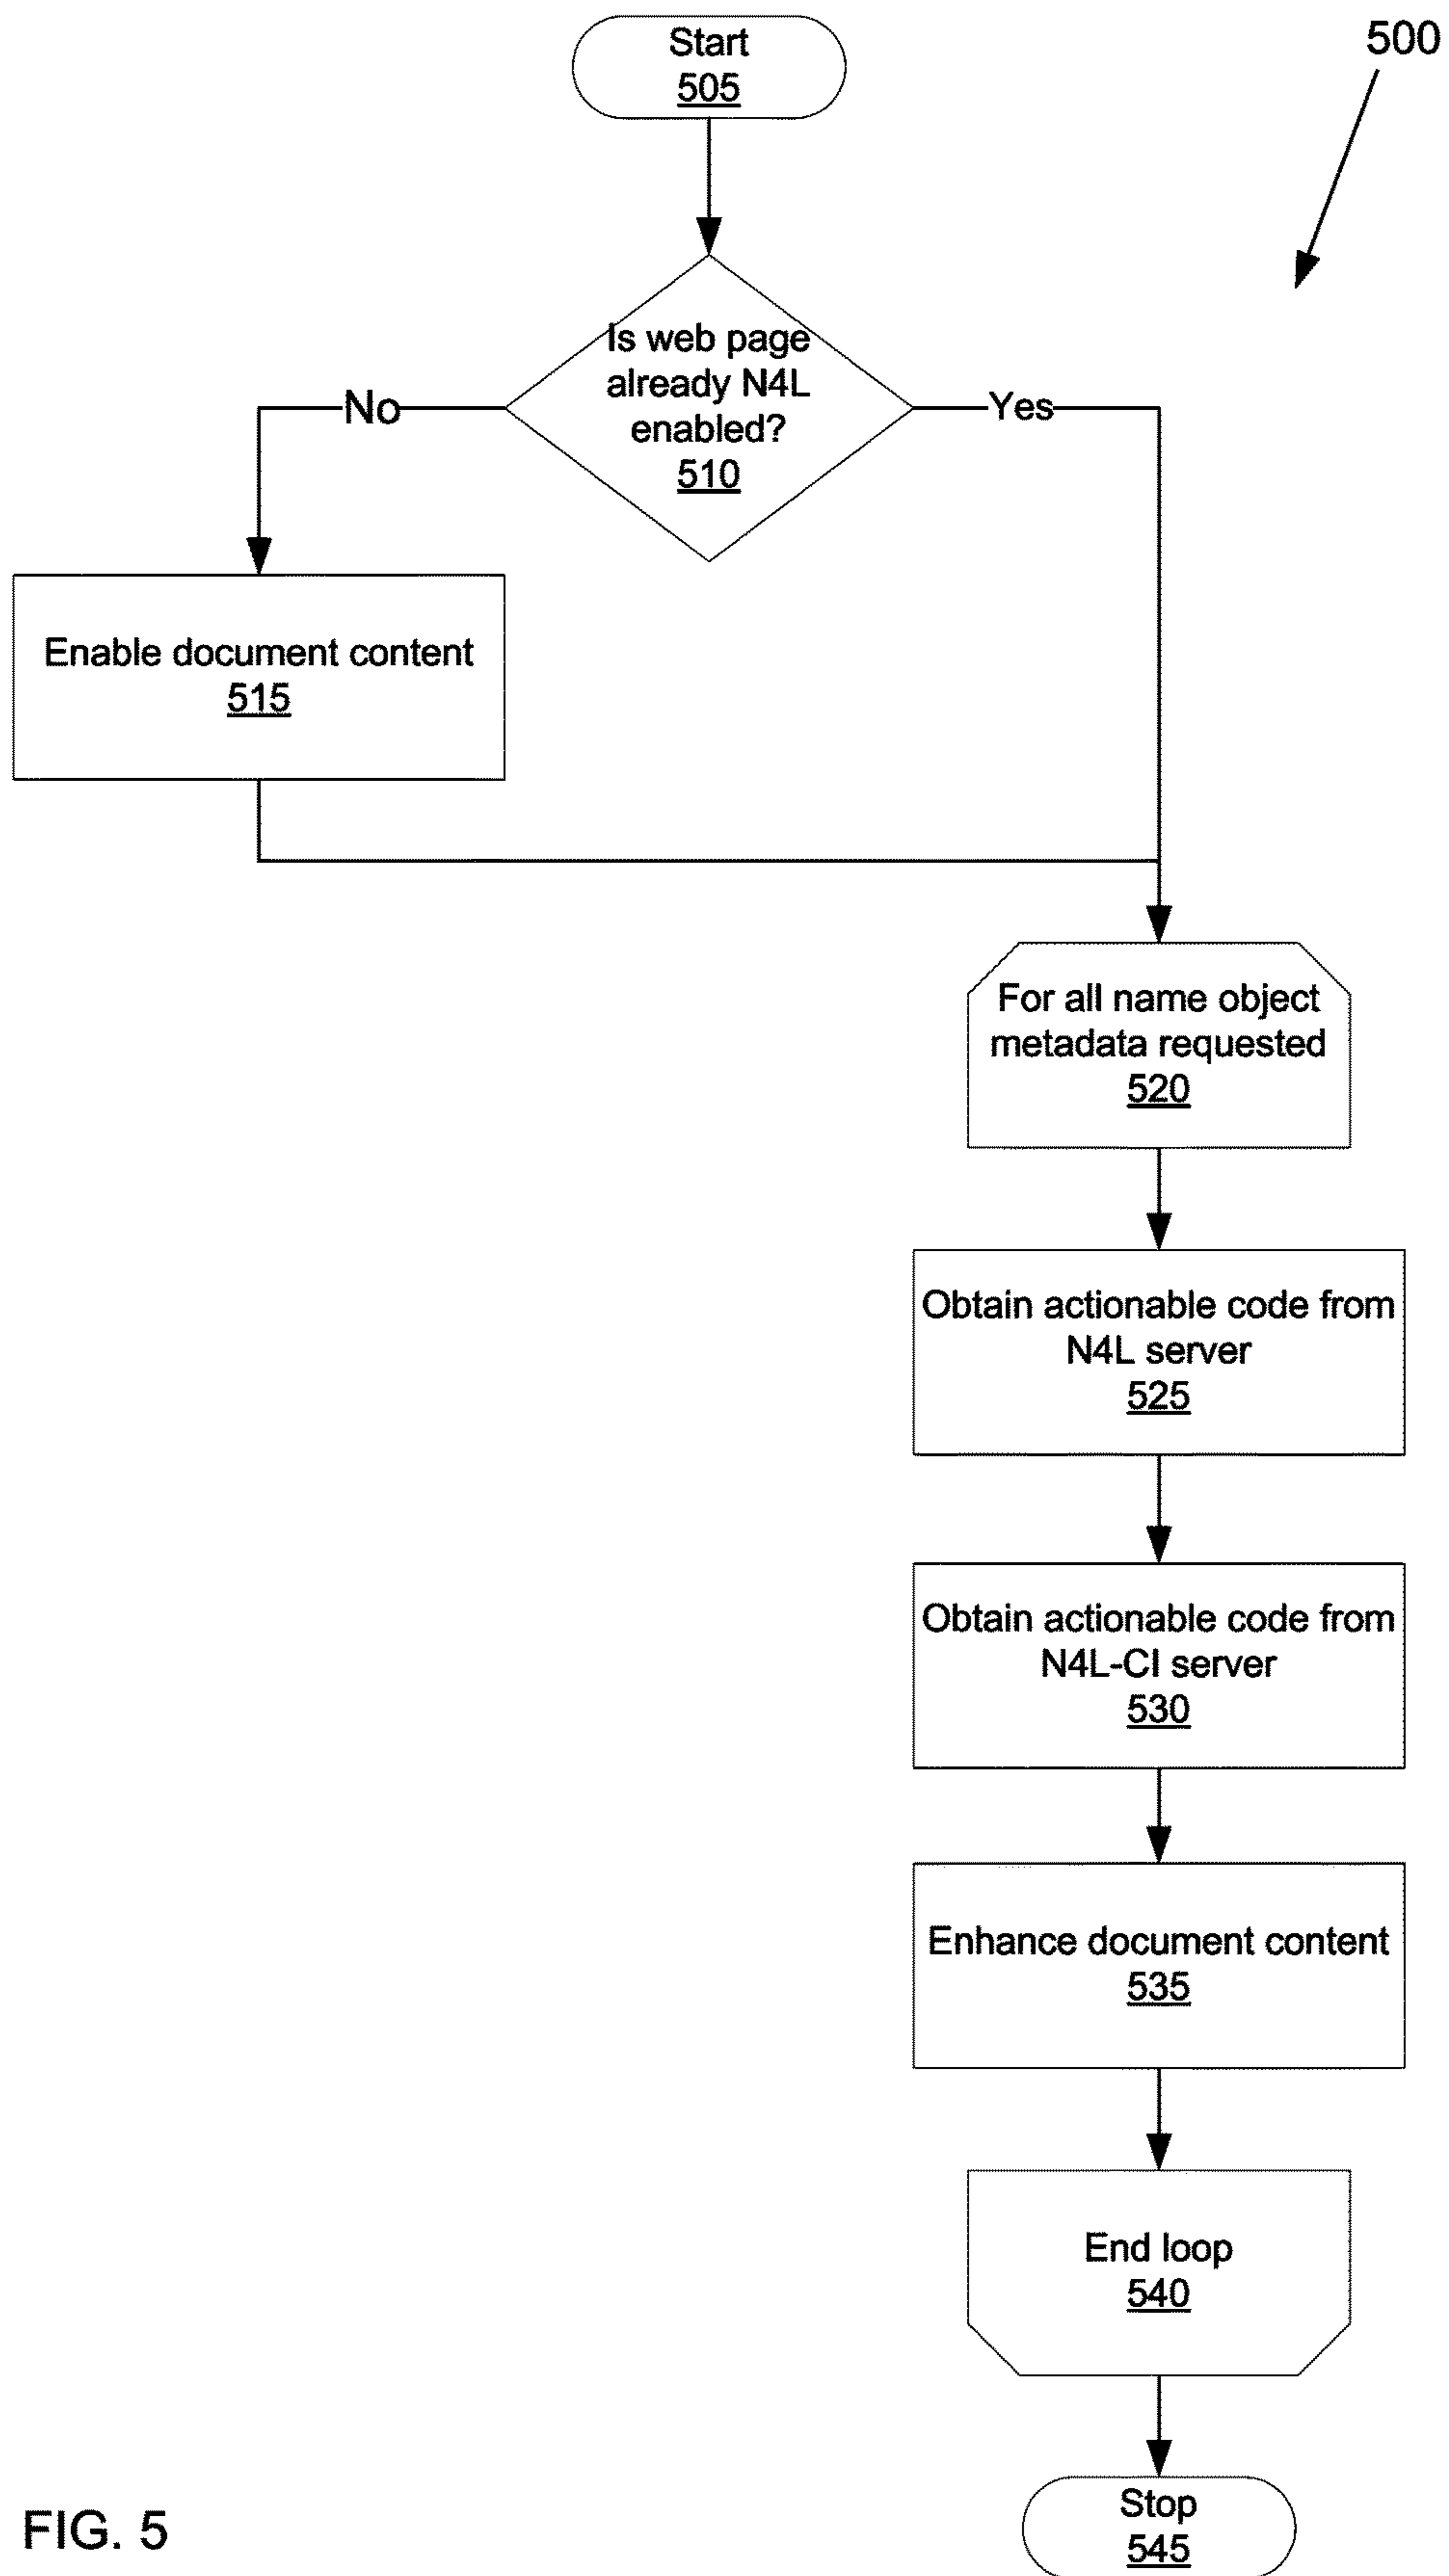 Start
505
500
Is web page
already N4L
enabled?
510
No
Yes
Enable document content
515
For all name object
metadata requested
520
Obtain actionable code from
N4L server
525
Obtain actionable code from
N4L-CI server
530
Enhance document content
535
End loop
540
Stop
545
FIG. 5